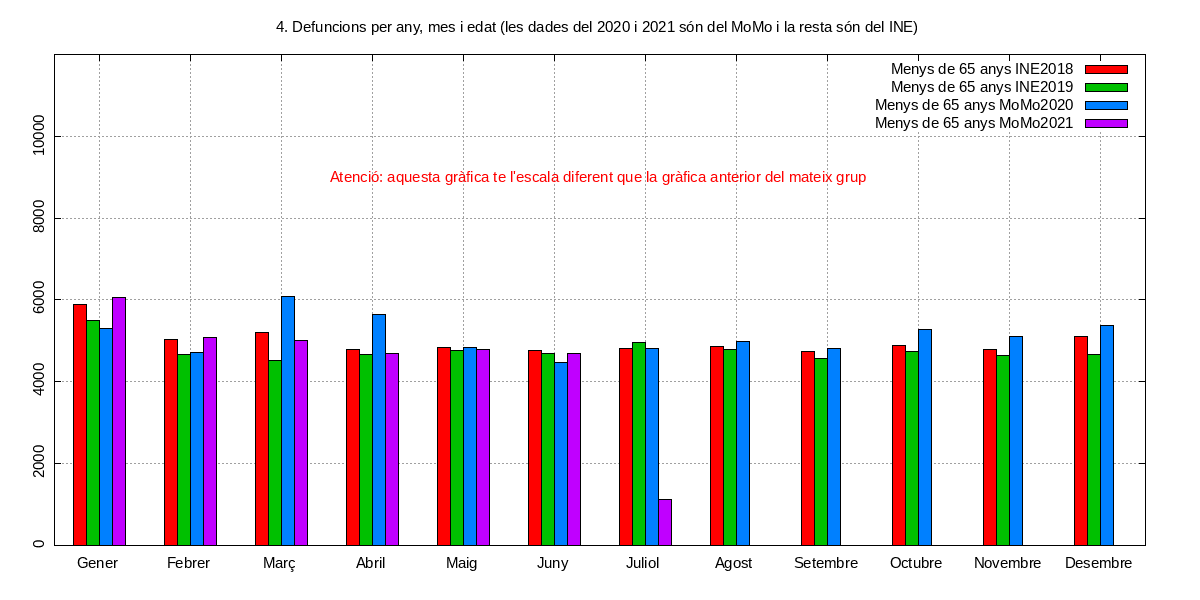 4. Defuncions per any, mes i edat (les dades del 2020 i 2021 són del MoMo i la resta són del INE)
Menys de 65 anys INE2018
Menys de 65 anys INE2019
Menys de 65 anys MoMo2020
Menys de 65 anys MoMo2021
Atenció: aquesta gràfica te l'escala diferent que la gràfica anterior del mateix grup
10000
8000
6000
4000
2000
0
Gener Febrer Març Abril Maig Juny Juliol Agost Setembre Octubre Novembre Desembre